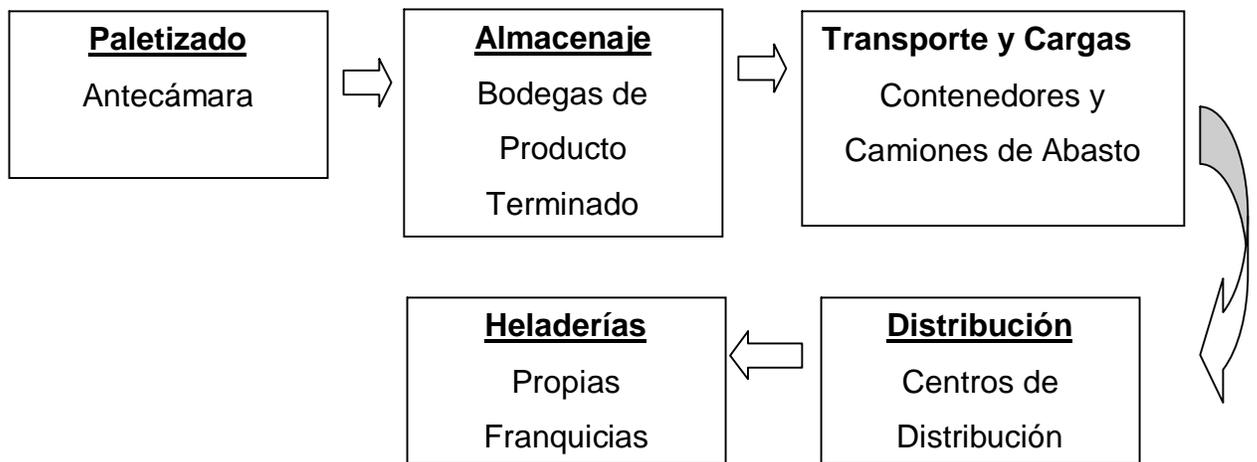 Paletizado
Antecámara
Almacenaje
Bodegas de
Producto
Terminado
Transporte y Cargas
Contenedores y
Camiones de Abasto
Distribución
Centros de
Distribución
Heladerías
Propias
Franquicias